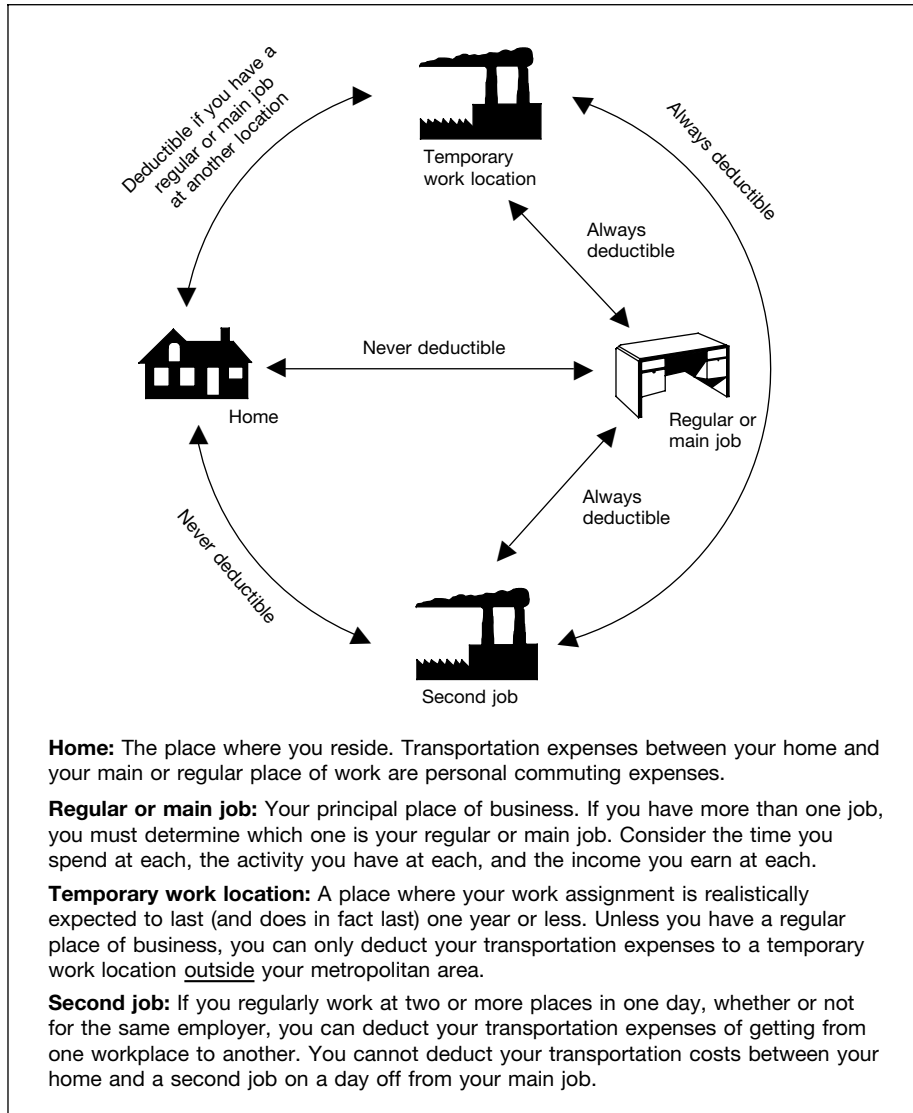 Deductible if you have a
regular or main job
at another location
Temporary
work location
Always deductible
Always
deductible
Never deductible
Home
Regular or
main job
Always
deductible
Never deductible
Second job
Home: The place where you reside. Transportation expenses between your home and
your main or regular place of work are personal commuting expenses.
Regular or main job: Your principal place of business. If you have more than one job,
you must determine which one is your regular or main job. Consider the time you
spend at each, the activity you have at each, and the income you earn at each.
Temporary work location: A place where your work assignment is realistically
expected to last (and does in fact last) one year or less. Unless you have a regular
place of business, you can only deduct your transportation expenses to a temporary
work location outside your metropolitan area.
Second job: If you regularly work at two or more places in one day, whether or not
for the same employer, you can deduct your transportation expenses of getting from
one workplace to another. You cannot deduct your transportation costs between your
home and a second job on a day off from your main job.